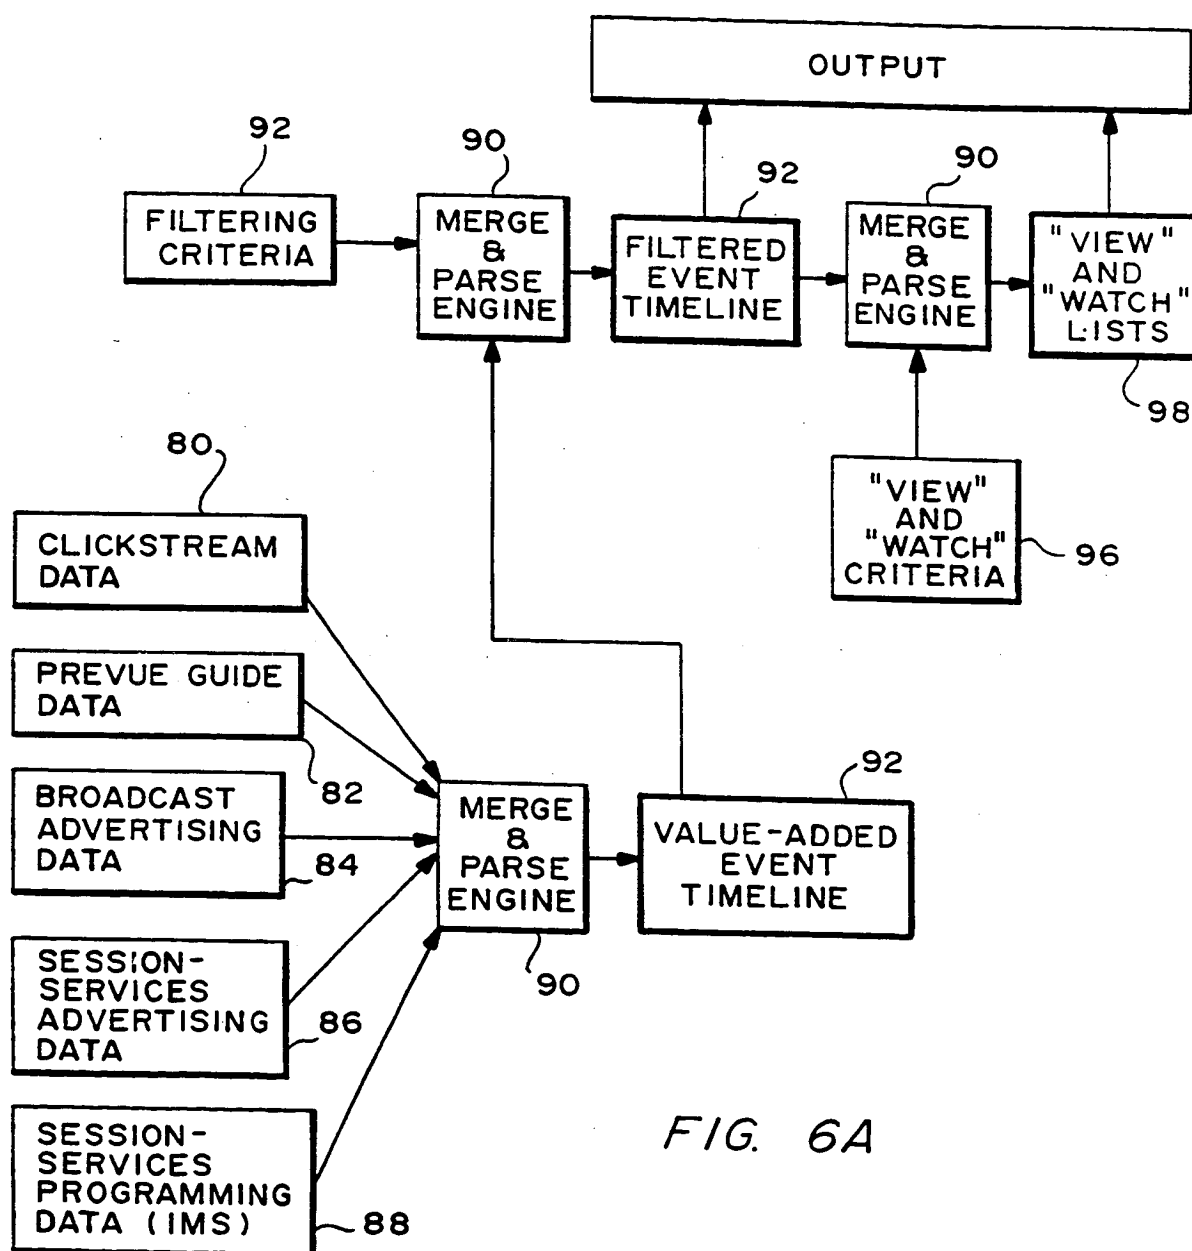 OUTPUT
92
FILTERING
CRITERIA
90
MERGE
&
PARSE
ENGINE
92
FILTERED
EVENT
TIMELINE
90
MERGE
&
PARSE
ENGINE
"VIEW"
AND
"WATCH"
L:ISTS
98
"VIEW"
AND
"WATCH"
CRITERIA
96
80
CLICKSTREAM
DATA
PREVUE GUIDE
DATA
82
BROADCAST
ADVERTISING
DATA
84
SESSION-
SERVICES
ADVERTISING
DATA
86
SESSION-
SERVICES
PROGRAMMING
DATA (IMS)
88
MERGE
&
PARSE
ENGINE
90
92
VALUE-ADDED
EVENT
TIMELINE
FIG. 6A